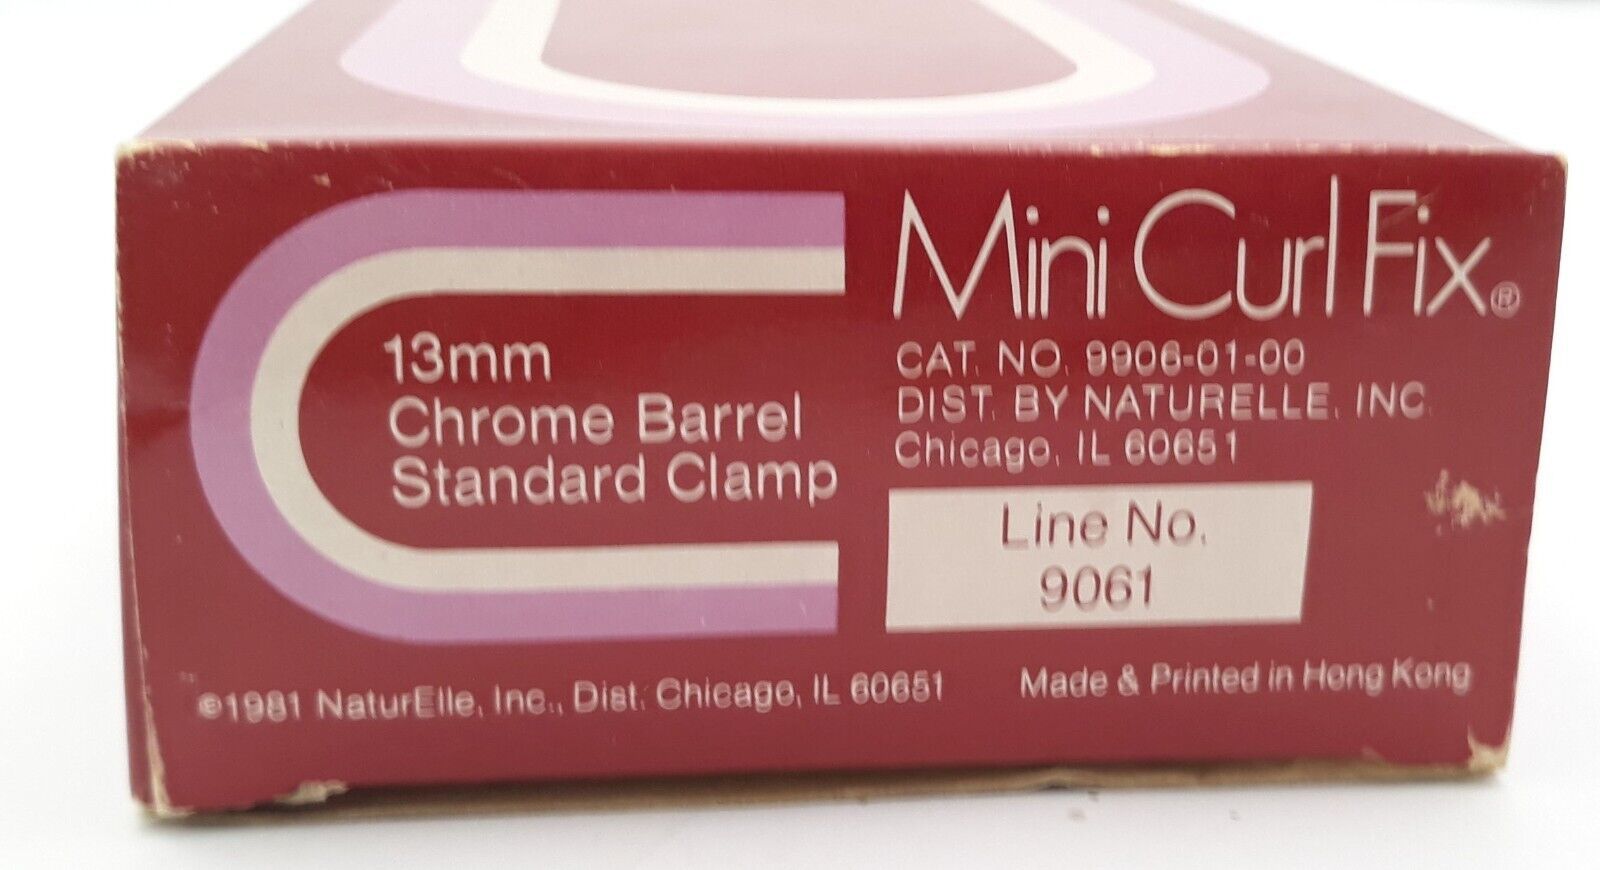 13mm
Chrome Barrel
Standard Clamp
Mini Curl Fix®
CAT. NO. 9906-01-00
DIST. BY NATURELLE, INC.
Chicago, IL 60651
Line No.
9061
©1981 NaturElle, Inc., Dist. Chicago, IL 60651
Made & Printed in Hong Kong